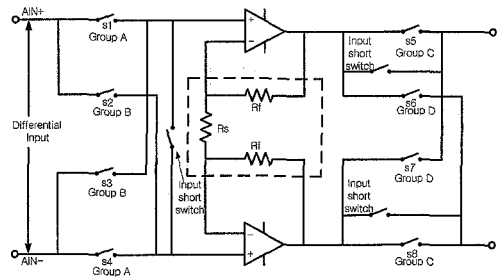 AIN+
s1
Group A
s2
Group B
Differential
Input
s3
Group B
AIN−
s4
Group A
Input
short
switch
+
−
Rf
Rs
Rf
−
+
s5
Group C
Input
short
switch
s6
Group D
s7
Group D
Input
short
switch
s8
Group C